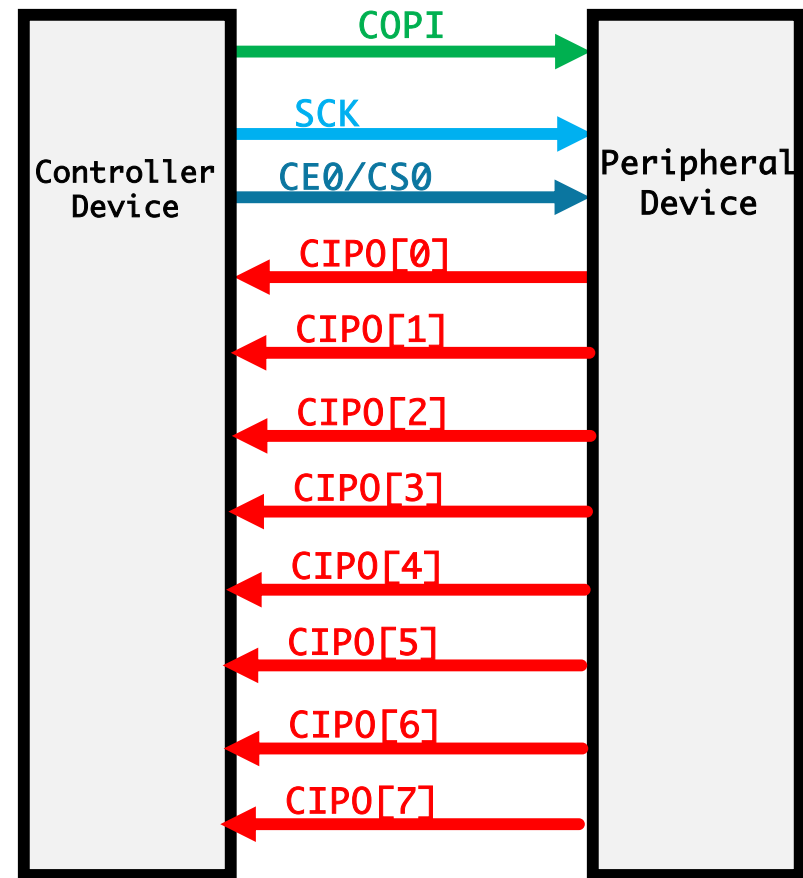 COPI
SCK
Controller
Device
CE0/CS0
Peripheral
Device
CIPO[0]
CIPO[1]
CIPO[2]
CIPO[3]
CIPO[4]
CIPO[5]
CIPO[6]
CIPO[7]